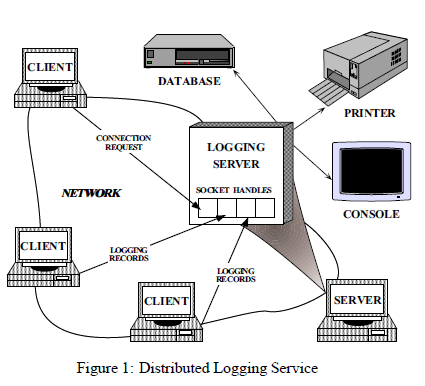 CLIENT
DATABASE
PRINTER
CONNECTION
REQUEST
LOGGING
SERVER
NETWORK
SOCKET HANDLES
CONSOLE
CLIENT
LOGGING
RECORDS
LOGGING
RECORDS
CLIENT
SERVER
Figure 1: Distributed Logging Service